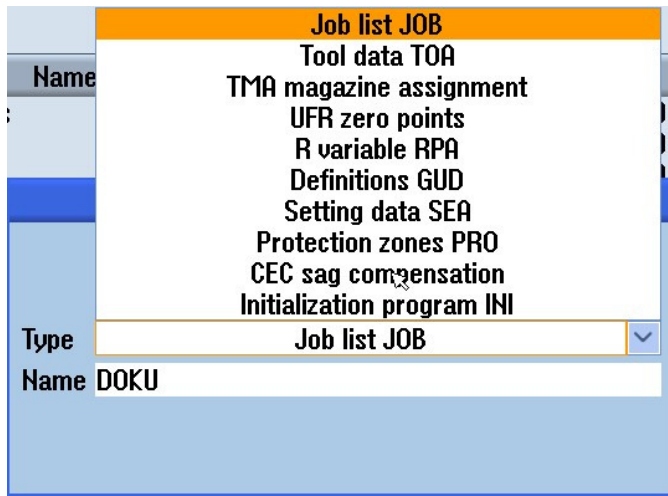 Job list JOB
Tool data TOA
Name
TMA magazine assignment
UFR zero points
R variable RPA
Definitions GUD
Setting data SEA
Protection zones PRO
CEC sag compensation
Initialization program INI
Type Job list JOB
Name DOKU